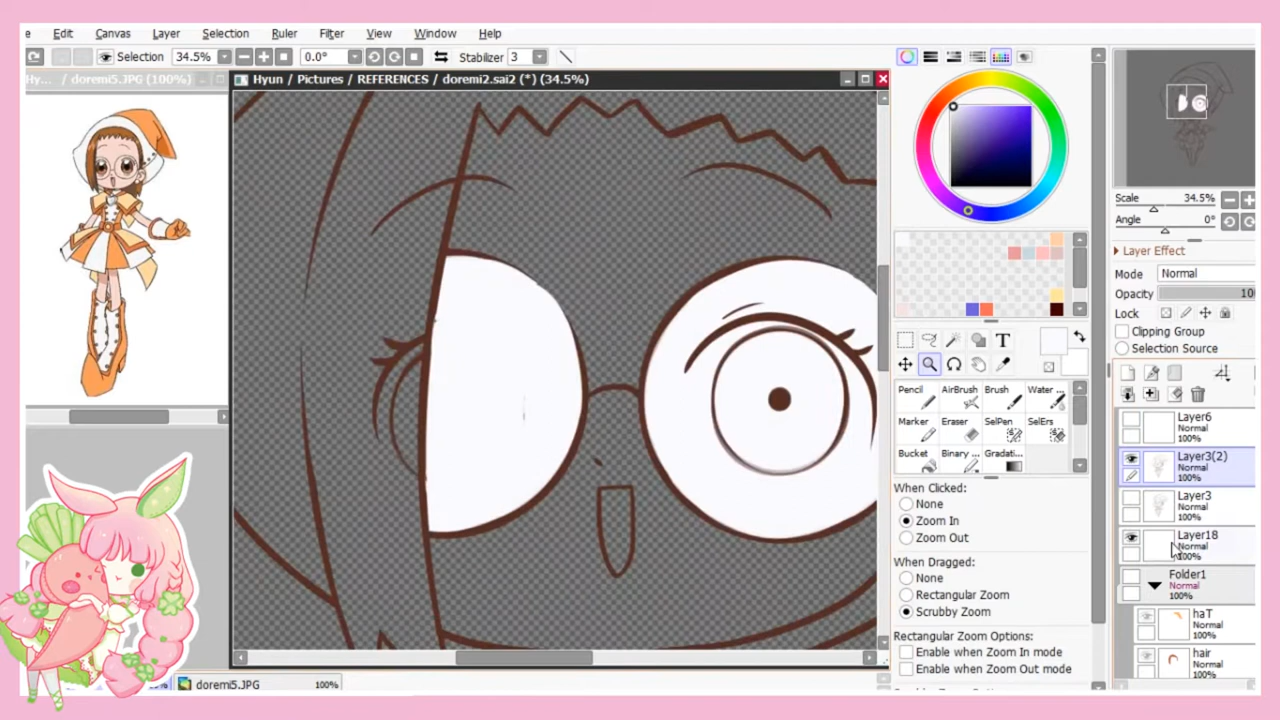 Edit Canvas Layer Selection Ruler Filter View Window Help
Selection 34.5% 0.0° Stabilizer 3
Hy... / doremi5.JPG (100%)
Hyun / Pictures / REFERENCES / doremi2.sai2 (*) (34.5%)
Scale 34.5%
Angle 0°
Layer Effect
Mode Normal
Opacity 10
Lock
Clipping Group
Selection Source
T
Pencil AirBrush Brush Water ...
Marker Eraser SelPen SelErs
Bucket Binary ... Gradati...
When Clicked:
None
Zoom In
Zoom Out
When Dragged:
None
Rectangular Zoom
Scrubby Zoom
Rectangular Zoom Options:
Enable when Zoom In mode
Enable when Zoom Out mode
Layer6
Normal
100%
Layer3(2)
Normal
100%
Layer3
Normal
100%
Layer18
Normal
100%
Folder1
Normal
100%
haT
Normal
100%
hair
Normal
100%
doremi5.JPG 100%